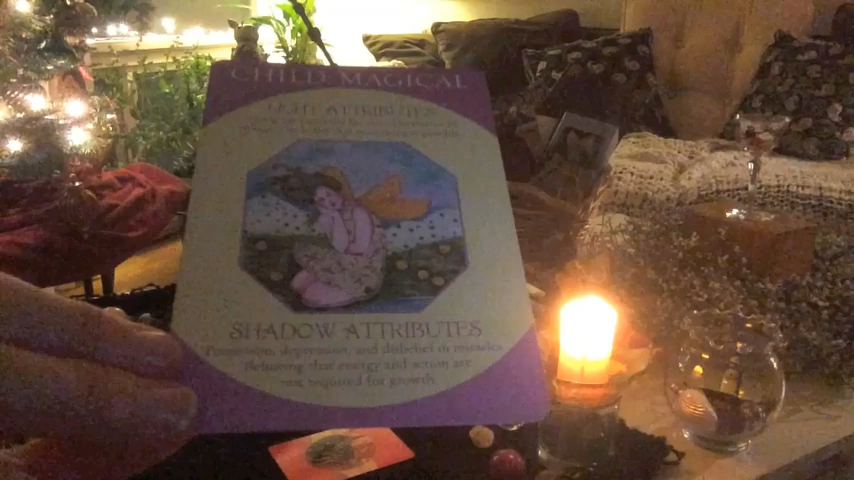 CHILD: MAGICAL
LIGHT ATTRIBUTES
SHADOW ATTRIBUTES
Pessimism, depression, and disbelief in miracles.
Believing that energy and action are
not required for growth.